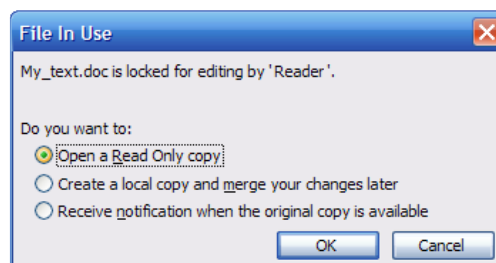 File In Use
My_text.doc is locked for editing by 'Reader'.
Do you want to:
Open a Read Only copy
Create a local copy and merge your changes later
Receive notification when the original copy is available
OK Cancel